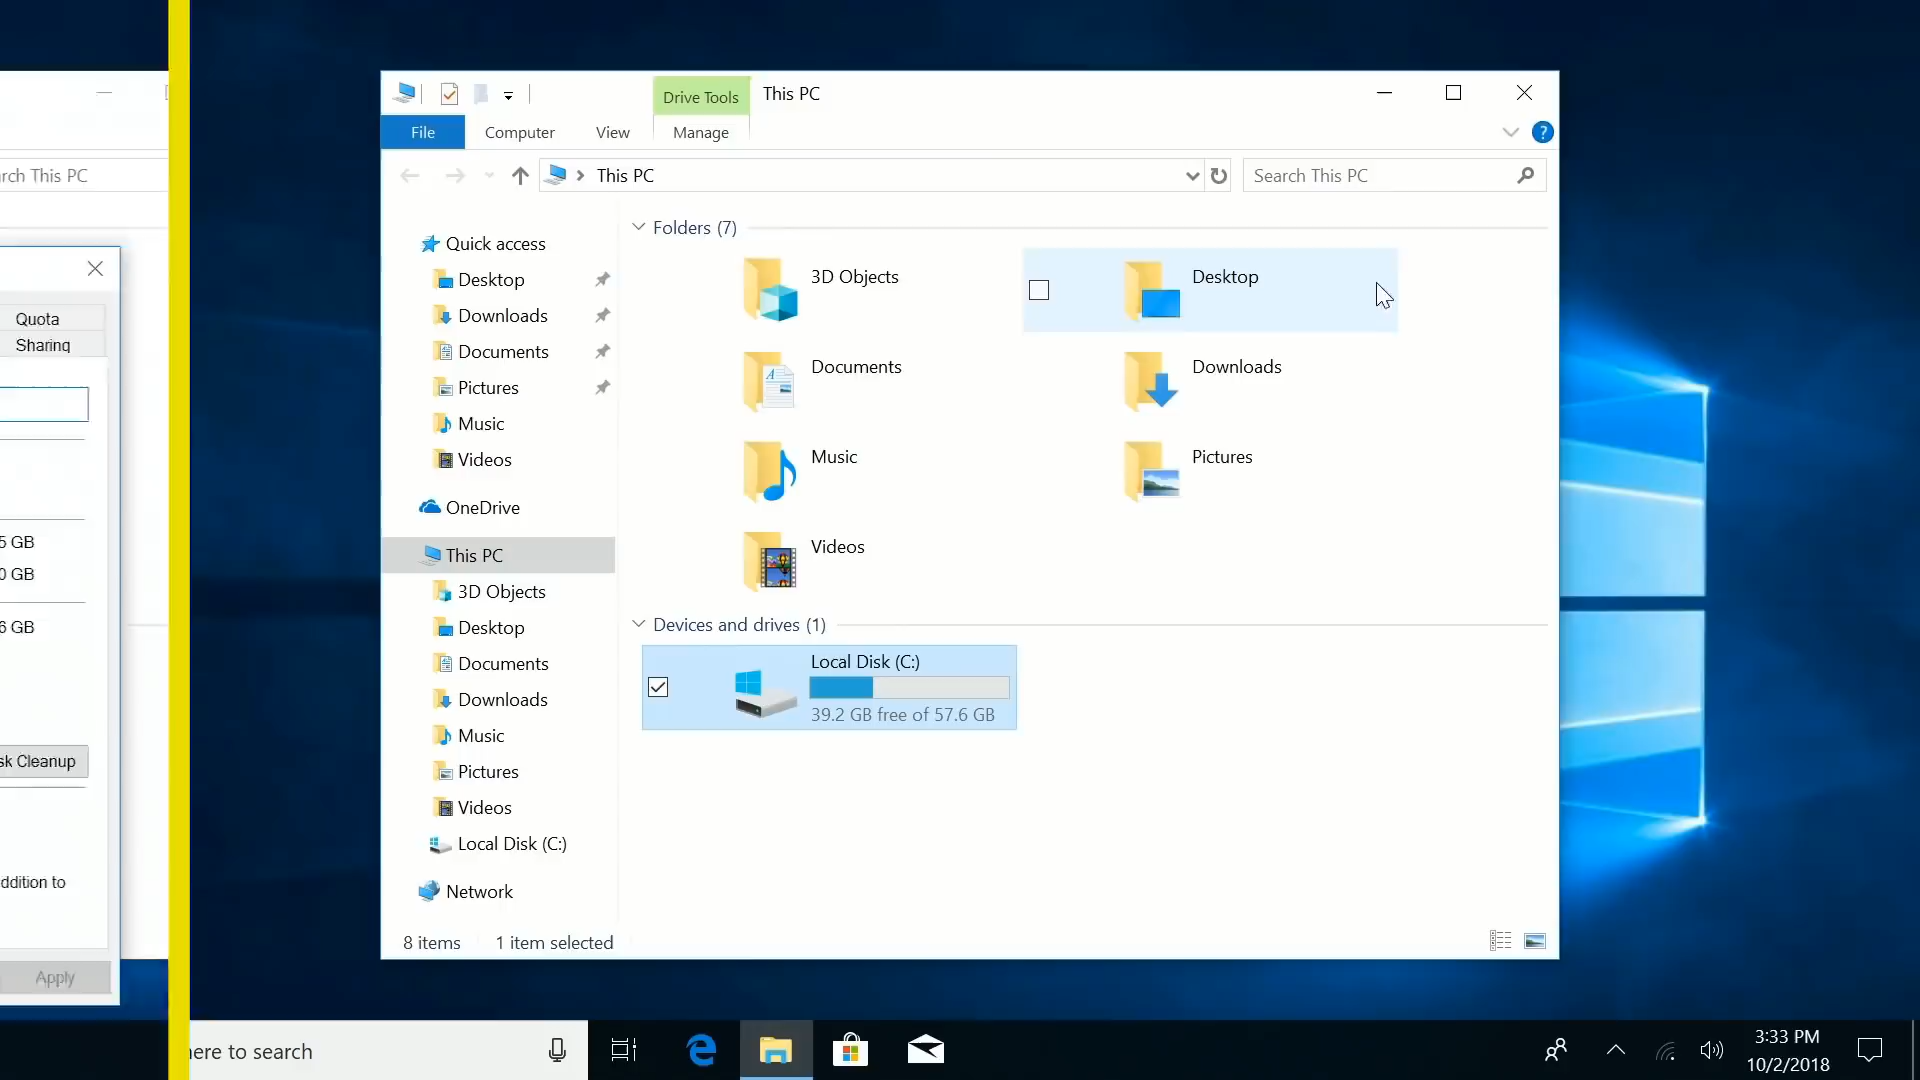 rch This PC
Quota
Sharing
5 GB
0 GB
6 GB
sk Cleanup
ddition to
Apply
Drive Tools
This PC
File
Computer
View
Manage
This PC
Search This PC
Quick access
Desktop
Downloads
Documents
Pictures
Music
Videos
OneDrive
This PC
3D Objects
Desktop
Documents
Downloads
Music
Pictures
Videos
Local Disk (C:)
Network
Folders (7)
3D Objects
Desktop
Documents
Downloads
Music
Pictures
Videos
Devices and drives (1)
Local Disk (C:)
39.2 GB free of 57.6 GB
8 items
1 item selected
here to search
3:33 PM
10/2/2018